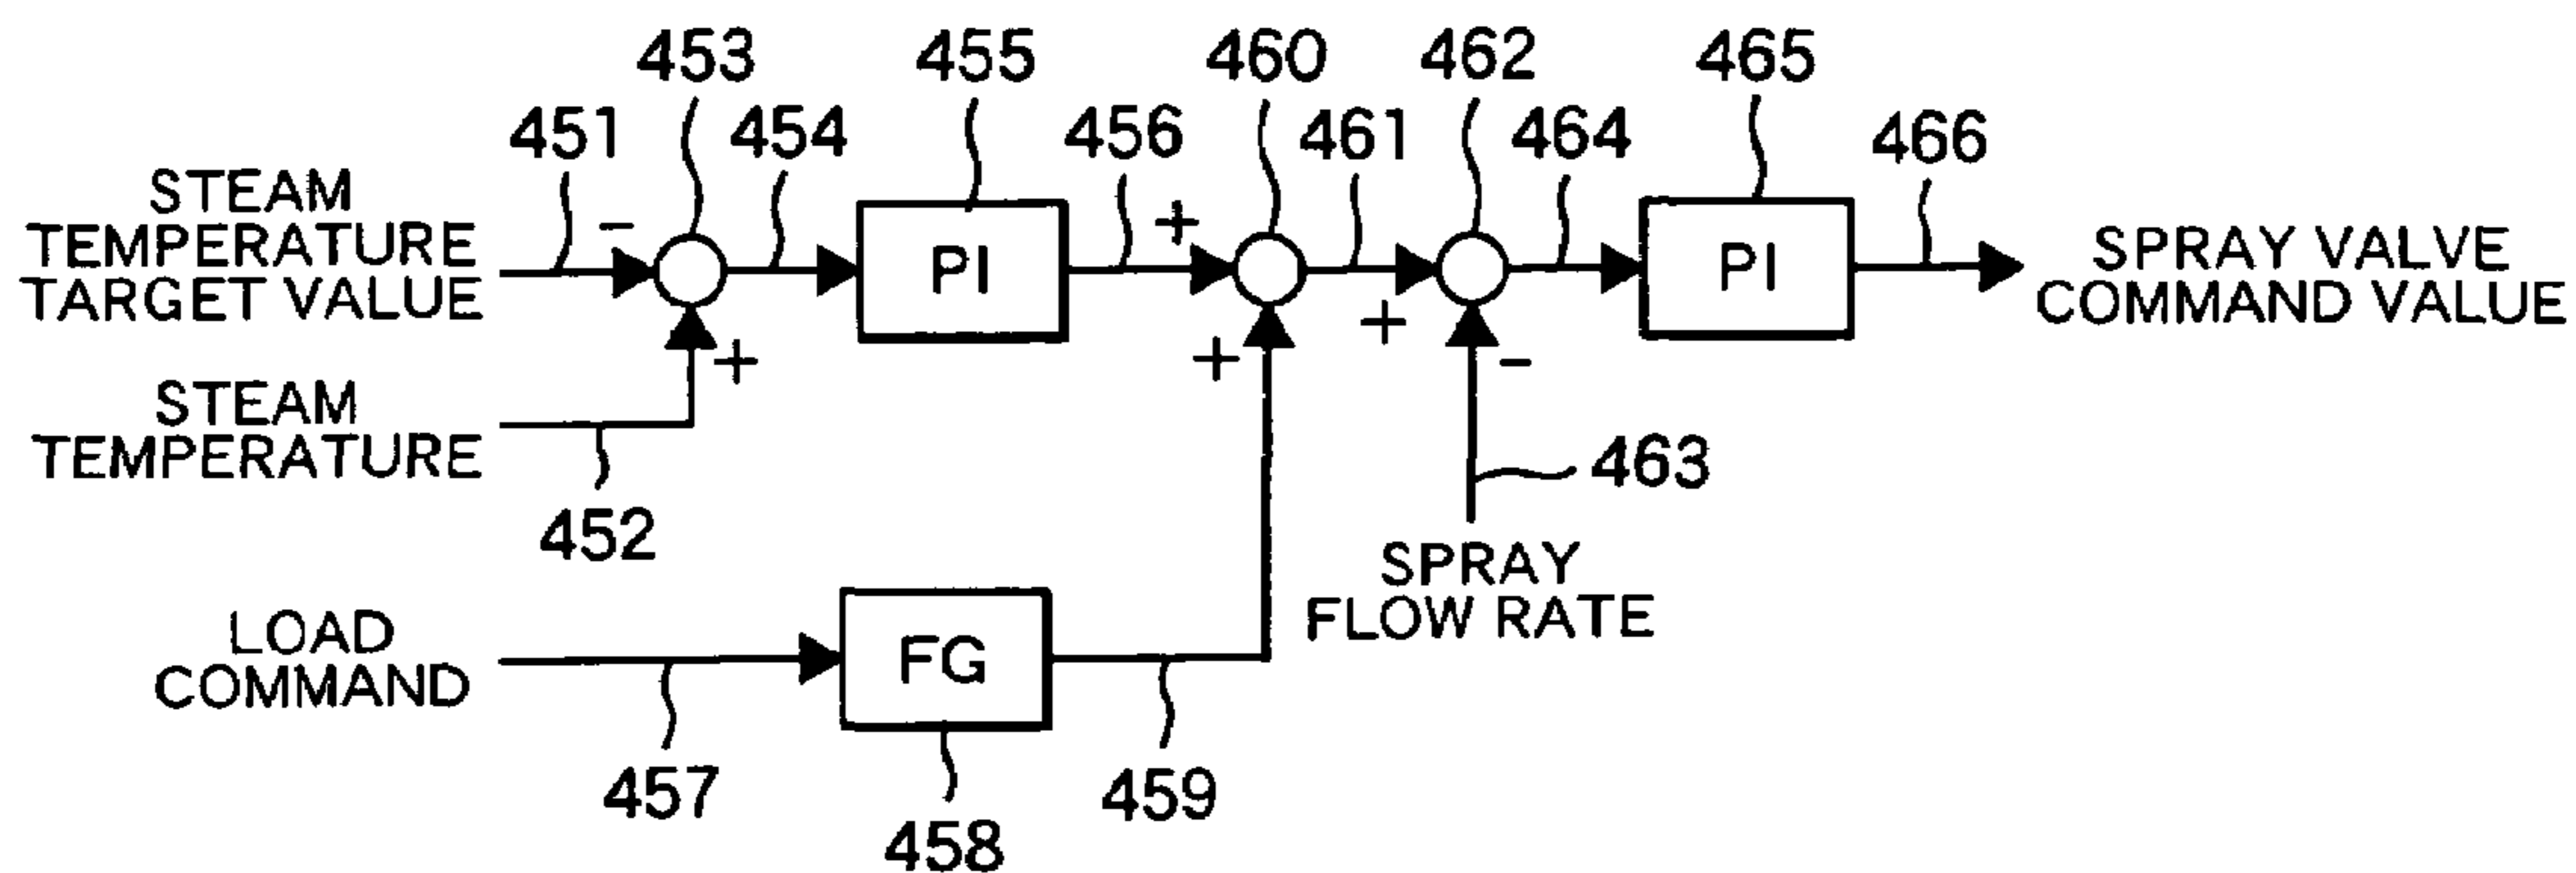 453
455
460
462
465
451
454
456
461
464
466
STEAM
TEMPERATURE
TARGET VALUE
-
PI
+
+
PI
SPRAY VALVE
COMMAND VALUE
+
+
-
STEAM
TEMPERATURE
452
463
SPRAY
FLOW RATE
LOAD
COMMAND
FG
457
458
459